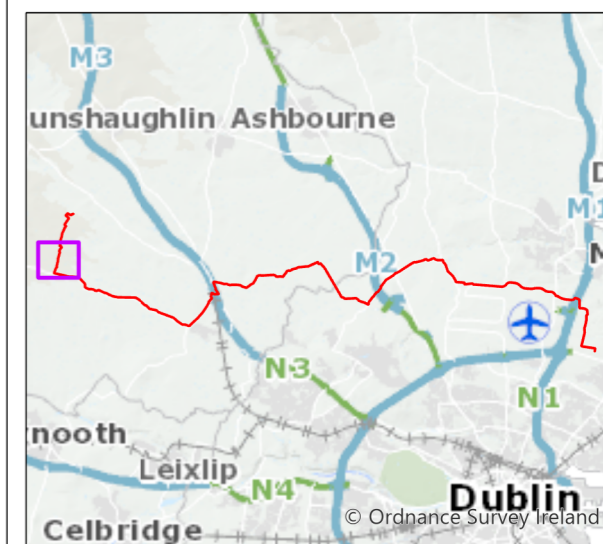 M3
unshaughlin Ashbourne
D
M1
M
M2
N3
N1
nooth
Leixlip
N4
Dublin
© Ordnance Survey Ireland
Celbridge